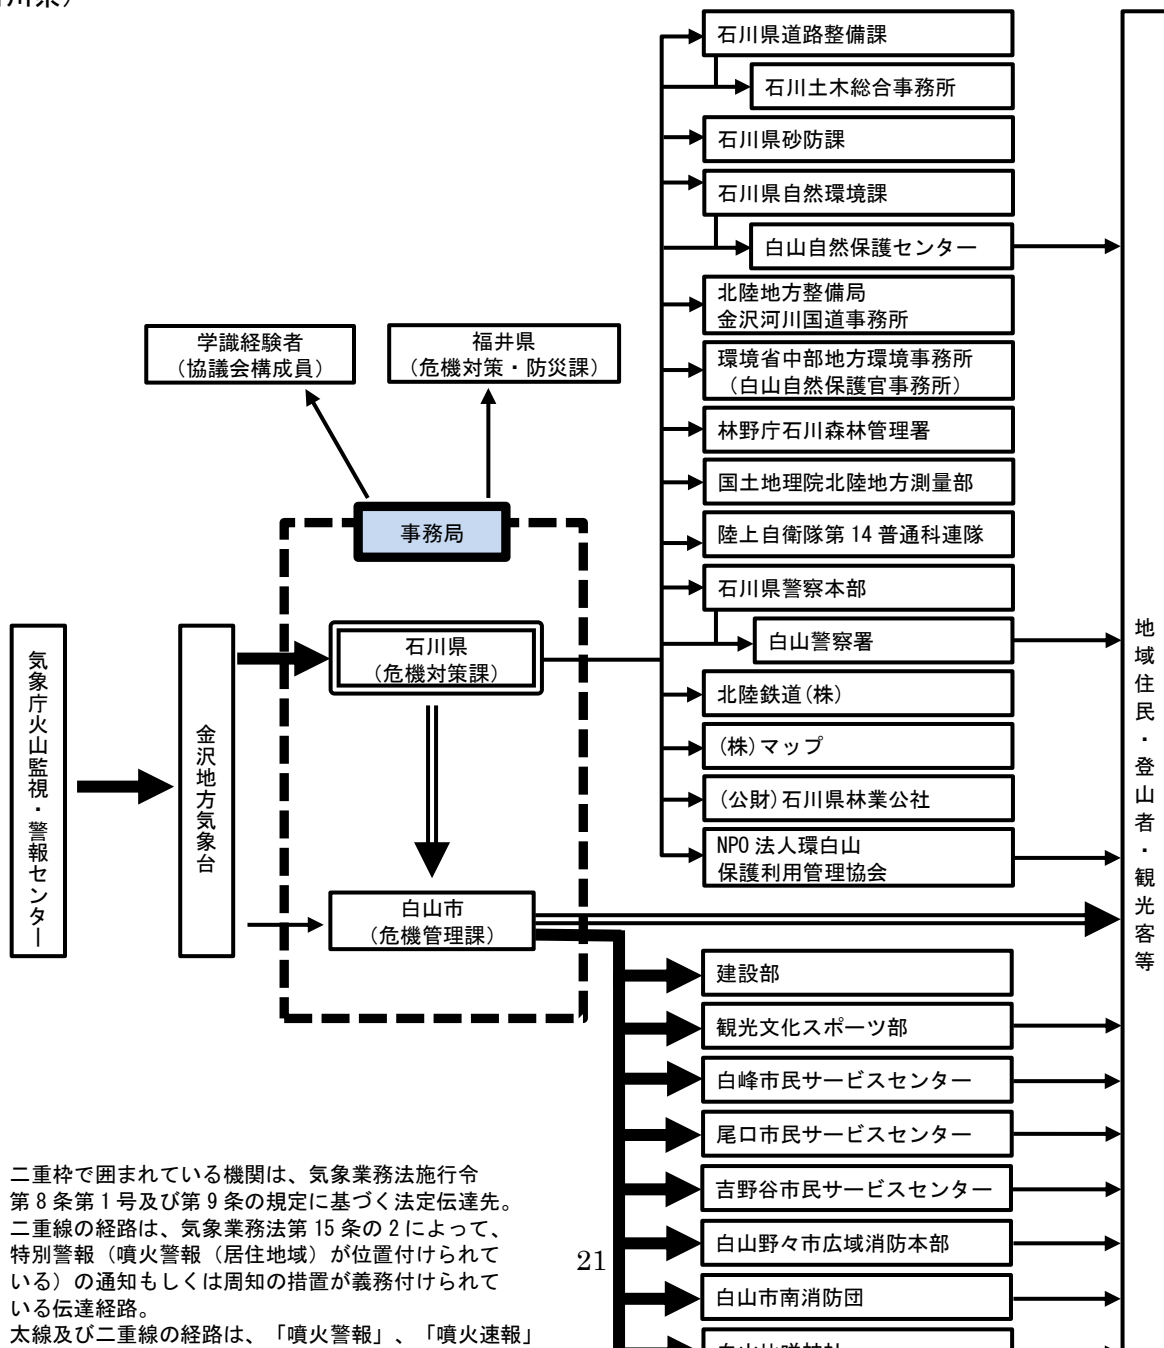 石川県道路整備課
石川土木総合事務所
石川県砂防課
石川県自然環境課
白山自然保護センター
北陸地方整備局
金沢河川国道事務所
環境省中部地方環境事務所
（白山自然保護官事務所）
林野庁石川森林管理署
国土地理院北陸地方測量部
陸上自衛隊第 14 普通科連隊
石川県警察本部
白山警察署
北陸鉄道(株)
(株)マップ
(公財)石川県林業公社
NPO 法人環白山
保護利用管理協会
学識経験者
（協議会構成員）
福井県
（危機対策・防災課）
事務局
石川県
（危機対策課）
気象庁火山監視・警報センター
金沢地方気象台
白山市
（危機管理課）
地域住民・登山者・観光客等
建設部
観光文化スポーツ部
白峰市民サービスセンター
尾口市民サービスセンター
吉野谷市民サービスセンター
白山野々市広域消防本部
白山市南消防団
二重枠で囲まれている機関は、気象業務法施行令
第 8 条第 1 号及び第 9 条の規定に基づく法定伝達先。
二重線の経路は、気象業務法第 15 条の 2 によって、
特別警報（噴火警報（居住地域）が位置付けられて
いる）の通知もしくは周知の措置が義務付けられて
いる伝達経路。
太線及び二重線の経路は、「噴火警報」、「噴火速報」
21